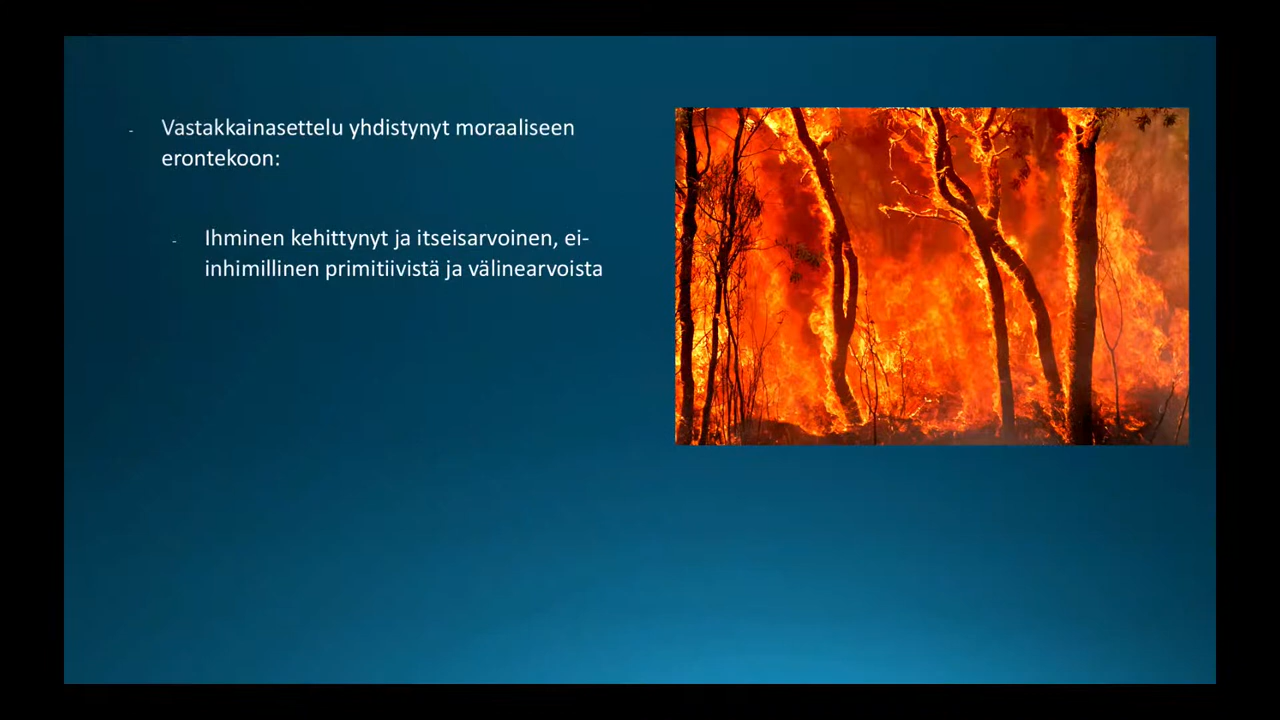 - Vastakkainasettelu yhdistynyt moraaliseen
erontekoon:
- Ihminen kehittynyt ja itseisarvoinen, ei-
inhimillinen primitiivistä ja välinearvoista